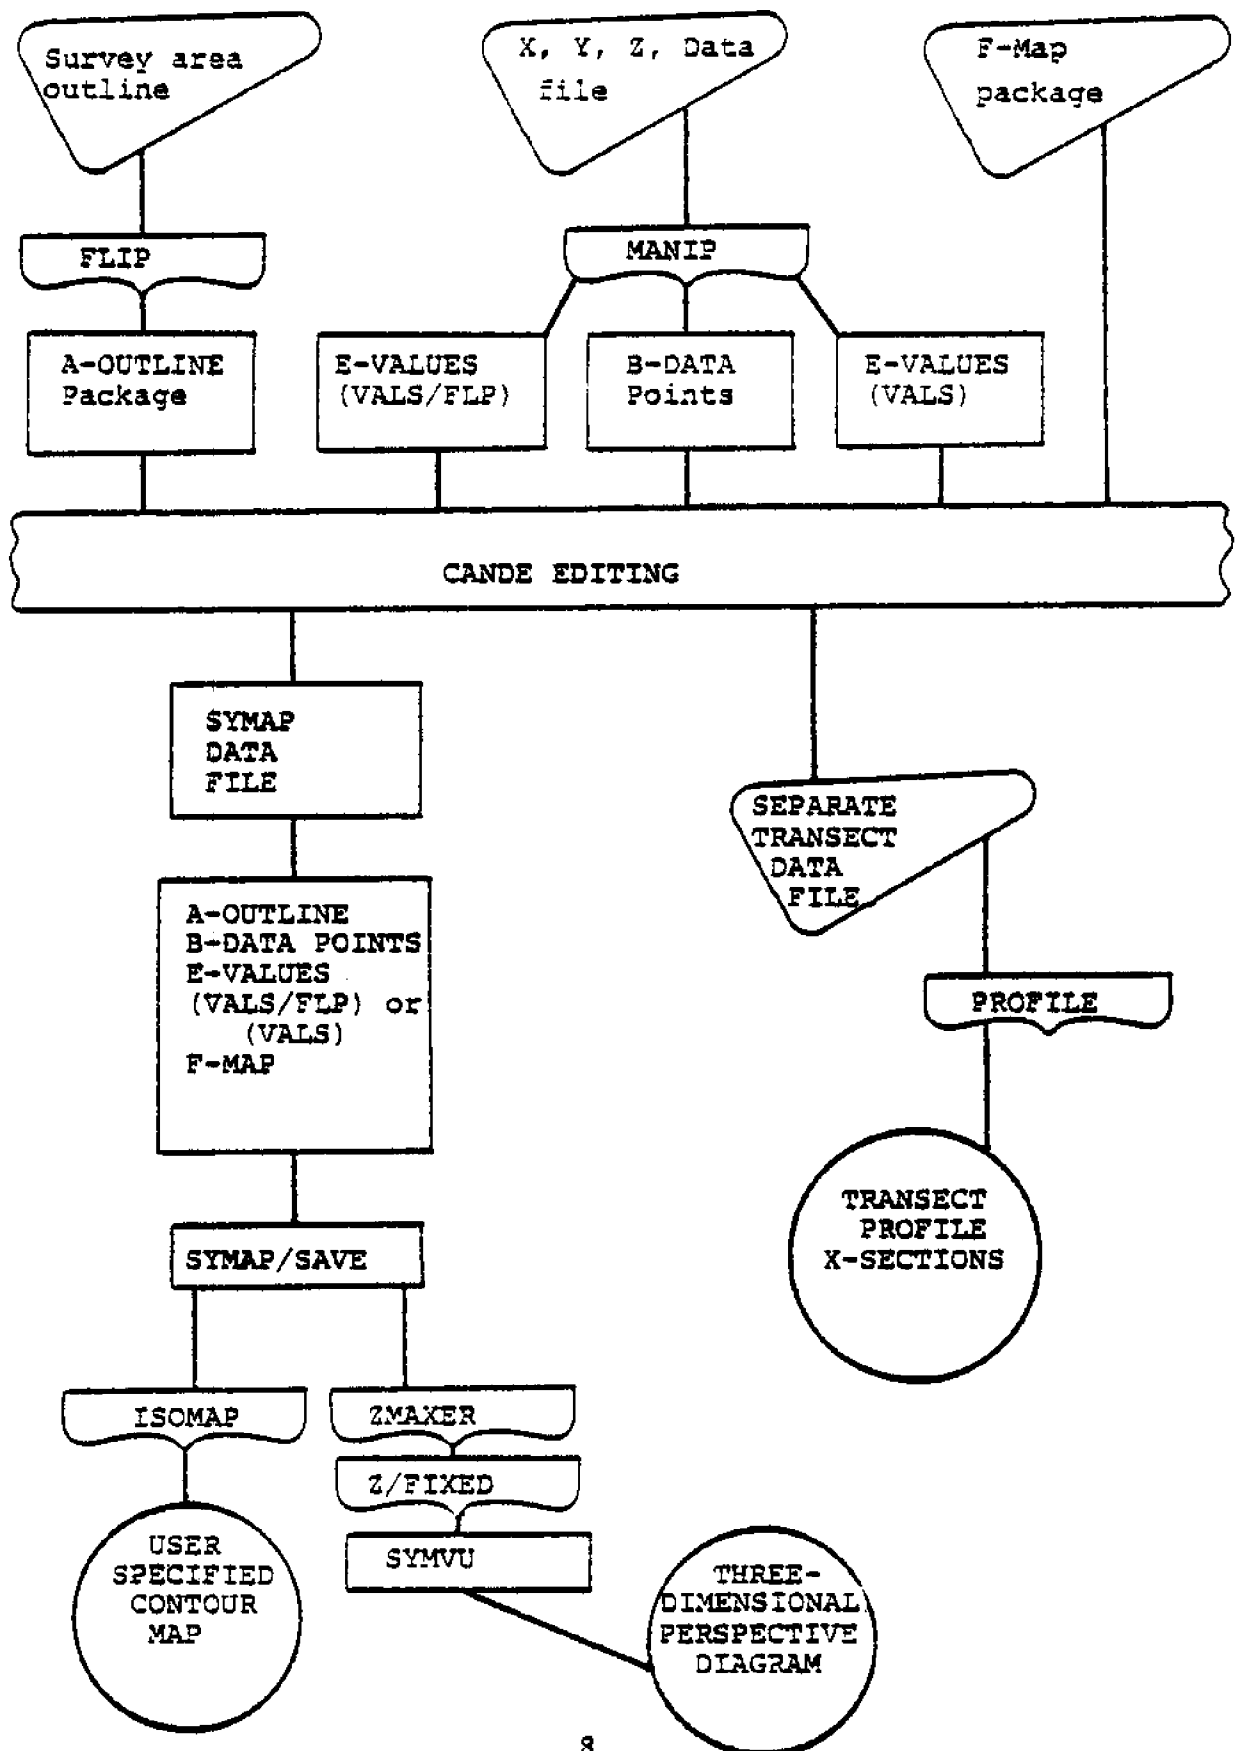 Survey area
outline
X, Y, Z, Data
file
F-Map
package
FLIP
MANIP
A-OUTLINE
Package
E-VALUES
(VALS/FLP)
B-DATA
Points
E-VALUES
(VALS)
CANDE EDITING
SYMAP
DATA
FILE
SEPARATE
TRANSECT
DATA
FILE
A-OUTLINE
B-DATA POINTS
E-VALUES
(VALS/FLP) or
(VALS)
F-MAP
PROFILE
TRANSECT
PROFILE
X-SECTIONS
SYMAP/SAVE
ISOMAP
ZMAXER
Z/FIXED
SYMVU
USER
SPECIFIED
CONTOUR
MAP
THREE-
DIMENSIONAL
PERSPECTIVE
DIAGRAM
8